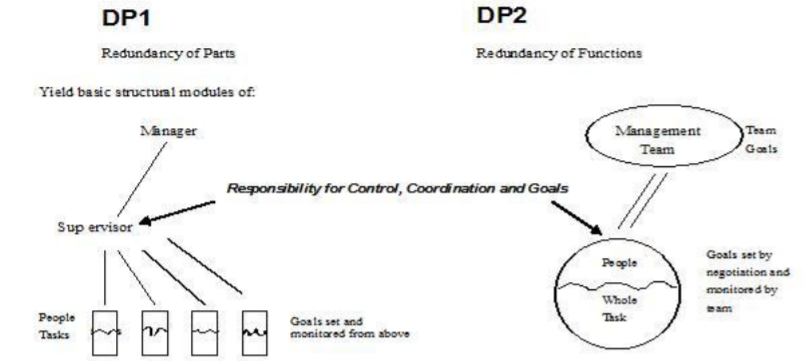 DP1
DP2
Redundancy of Parts
Redundancy of Functions
Yield basic structural modules of:
Manager
Management
Team
Team
Goals
Responsibility for Control, Coordination and Goals
Supervisor
People
Whole
Task
Goals set by
negotiation and
monitored by
team
People
Tasks
Goals set and
monitored from above